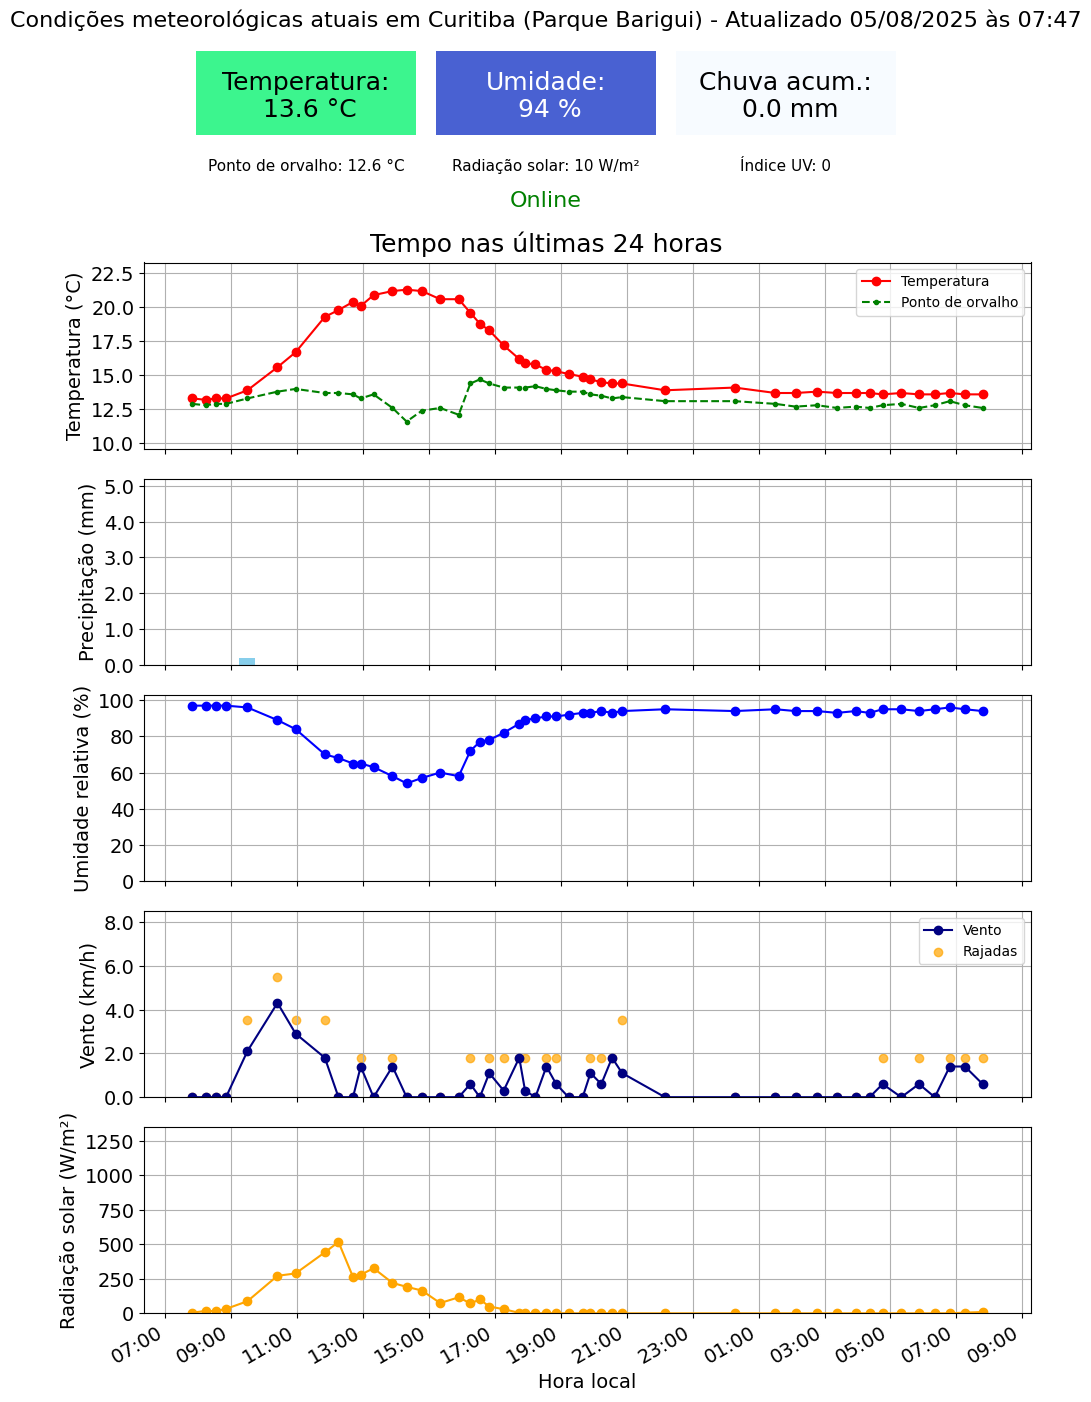 Condições meteorológicas atuais em Curitiba (Parque Barigui) - Atualizado 05/08/2025 às 07:47
Temperatura:
13.6 °C
Umidade:
94 %
Chuva acum.:
0.0 mm
Ponto de orvalho: 12.6 °C
Radiação solar: 10 W/m²
Índice UV: 0
Online
Tempo nas últimas 24 horas
Temperatura (°C)
22.5
20.0
17.5
15.0
12.5
10.0
Temperatura
Ponto de orvalho
Precipitação (mm)
5.0
4.0
3.0
2.0
1.0
0.0
Umidade relativa (%)
100
80
60
40
20
0
Vento (km/h)
8.0
6.0
4.0
2.0
0.0
Vento
Rajadas
Radiação solar (W/m²)
1250
1000
750
500
250
0
07:00
09:00
11:00
13:00
15:00
17:00
19:00
21:00
23:00
01:00
03:00
05:00
07:00
09:00
Hora local